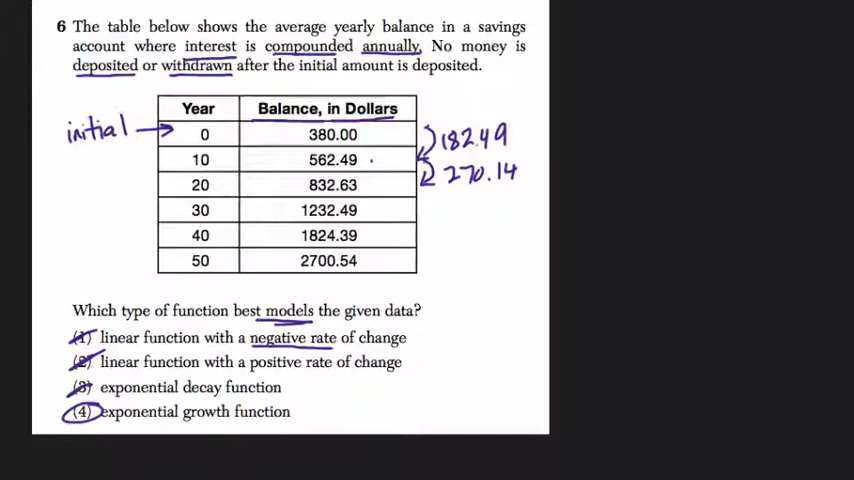 6 The table below shows the average yearly balance in a savings
account where interest is compounded annually. No money is
deposited or withdrawn after the initial amount is deposited.
Year Balance, in Dollars
initial → 0 380.00
182.49
10 562.49
270.14
20 832.63
30 1232.49
40 1824.39
50 2700.54
Which type of function best models the given data?
(1) linear function with a negative rate of change
(2) linear function with a positive rate of change
(3) exponential decay function
(4) exponential growth function